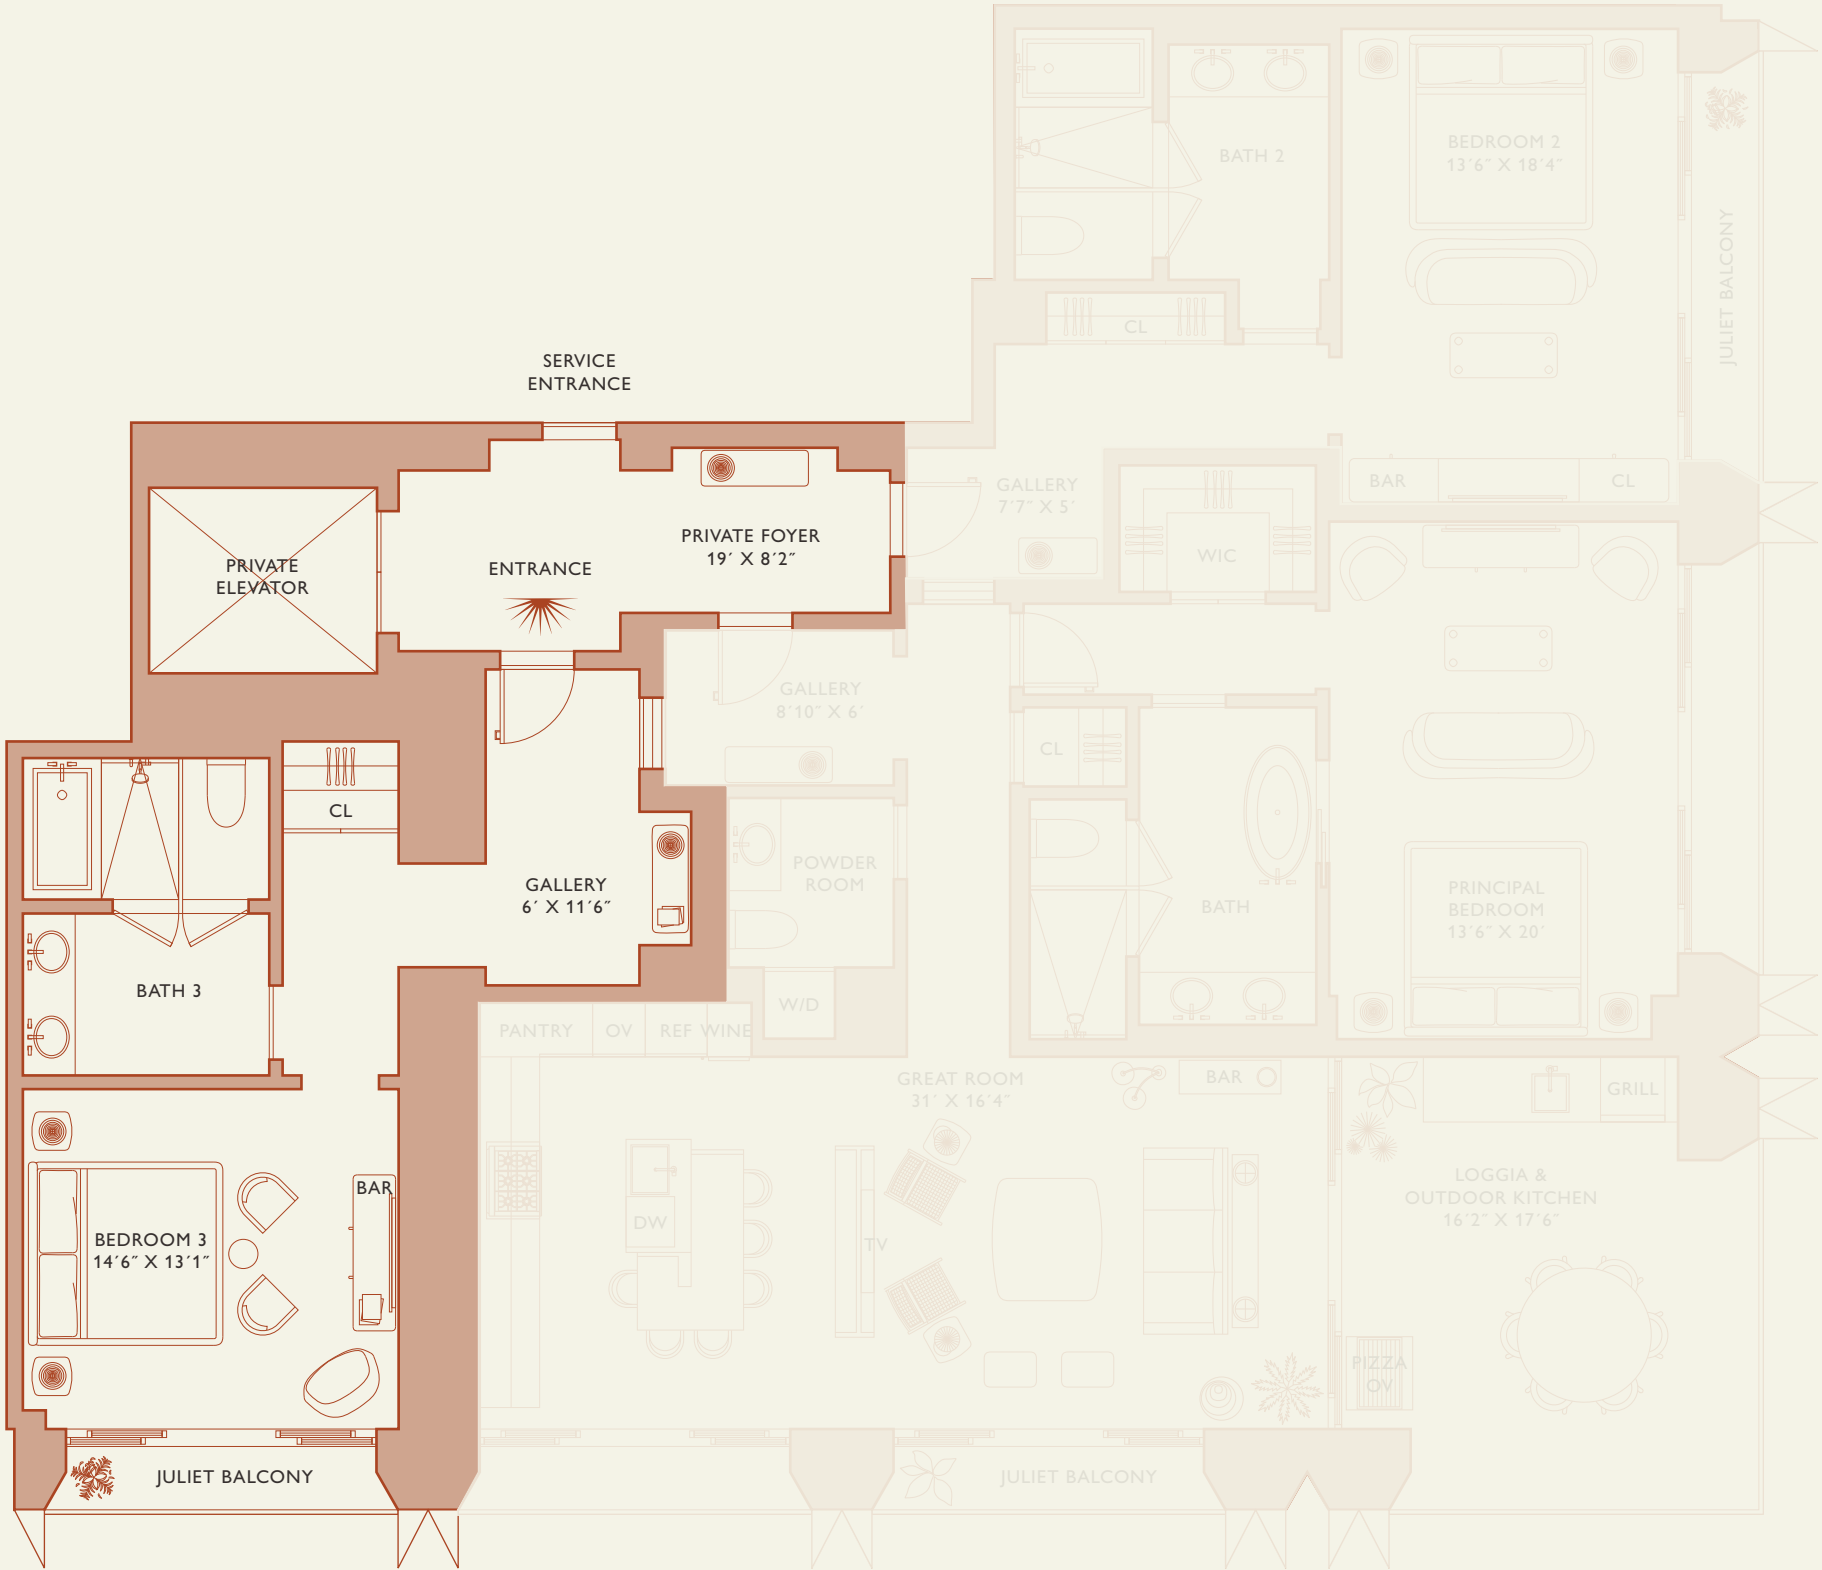 BEDROOM 2
13´6˝ X 18´4˝
BATH 2
JULIET BALCONY
CL
SERVICE
ENTRANCE
BAR
CL
GALLERY
7´7˝ X 5´
WIC
PRIVATE FOYER
19´ X 8´2˝
ENTRANCE
PRIVATE
ELEVATOR
GALLERY
8´10˝ X 6´
CL
CL
POWDER
ROOM
GALLERY
6´ X 11´6˝
PRINCIPAL
BEDROOM
13´6˝ X 20´
BATH
BATH 3
W/D
PANTRY
OV
REF
WINE
GREAT ROOM
31´ X 16´4˝
BAR
GRILL
LOGGIA &
OUTDOOR KITCHEN
16´2˝ X 17´6˝
BAR
DW
TV
BEDROOM 3
14´6˝ X 13´1˝
PIZZA
OV
JULIET BALCONY
JULIET BALCONY